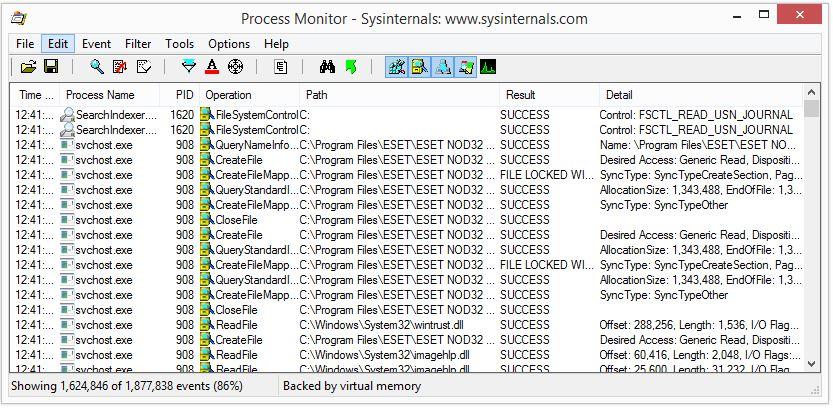 Process Monitor - Sysinternals: www.sysinternals.com
File Edit Event Filter Tools Options Help
Time ... Process Name PID Operation Path Result Detail
12:41:... SearchIndexer.... 1620 FileSystemControl C: SUCCESS Control: FSCTL_READ_USN_JOURNAL
12:41:... SearchIndexer.... 1620 FileSystemControl C: SUCCESS Control: FSCTL_READ_USN_JOURNAL
12:41:... svchost.exe 908 QueryNameInfo... C:\Program Files\ESET\ESET NOD32 ... SUCCESS Name: \Program Files\ESET\ESET NO...
12:41:... svchost.exe 908 CreateFile C:\Program Files\ESET\ESET NOD32 ... SUCCESS Desired Access: Generic Read, Dispositi...
12:41:... svchost.exe 908 CreateFileMapp... C:\Program Files\ESET\ESET NOD32 ... FILE LOCKED WI... SyncType: SyncTypeCreateSection, Pag...
12:41:... svchost.exe 908 QueryStandardI... C:\Program Files\ESET\ESET NOD32 ... SUCCESS AllocationSize: 1,343,488, EndOfFile: 1,3...
12:41:... svchost.exe 908 CreateFileMapp... C:\Program Files\ESET\ESET NOD32 ... SUCCESS SyncType: SyncTypeOther
12:41:... svchost.exe 908 CloseFile C:\Program Files\ESET\ESET NOD32 ... SUCCESS
12:41:... svchost.exe 908 CreateFile C:\Program Files\ESET\ESET NOD32 ... SUCCESS Desired Access: Generic Read, Dispositi...
12:41:... svchost.exe 908 QueryStandardI... C:\Program Files\ESET\ESET NOD32 ... SUCCESS AllocationSize: 1,343,488, EndOfFile: 1,3...
12:41:... svchost.exe 908 CreateFileMapp... C:\Program Files\ESET\ESET NOD32 ... FILE LOCKED WI... SyncType: SyncTypeCreateSection, Pag...
12:41:... svchost.exe 908 QueryStandardI... C:\Program Files\ESET\ESET NOD32 ... SUCCESS AllocationSize: 1,343,488, EndOfFile: 1,3...
12:41:... svchost.exe 908 CreateFileMapp... C:\Program Files\ESET\ESET NOD32 ... SUCCESS SyncType: SyncTypeOther
12:41:... svchost.exe 908 CloseFile C:\Program Files\ESET\ESET NOD32 ... SUCCESS
12:41:... svchost.exe 908 ReadFile C:\Windows\System32\wintrust.dll SUCCESS Offset: 288,256, Length: 1,536, I/O Flags...
12:41:... svchost.exe 908 CreateFile C:\Program Files\ESET\ESET NOD32 ... SUCCESS Desired Access: Generic Read, Dispositi...
12:41:... svchost.exe 908 ReadFile C:\Windows\System32\imagehlp.dll SUCCESS Offset: 60,416, Length: 2,048, I/O Flags:...
12:41:... svchost.exe 908 ReadFile C:\Windows\System32\imagehlp.dll SUCCESS Offset: 25,600, Length: 31,232, I/O Flag...
Showing 1,624,846 of 1,877,838 events (86%) Backed by virtual memory